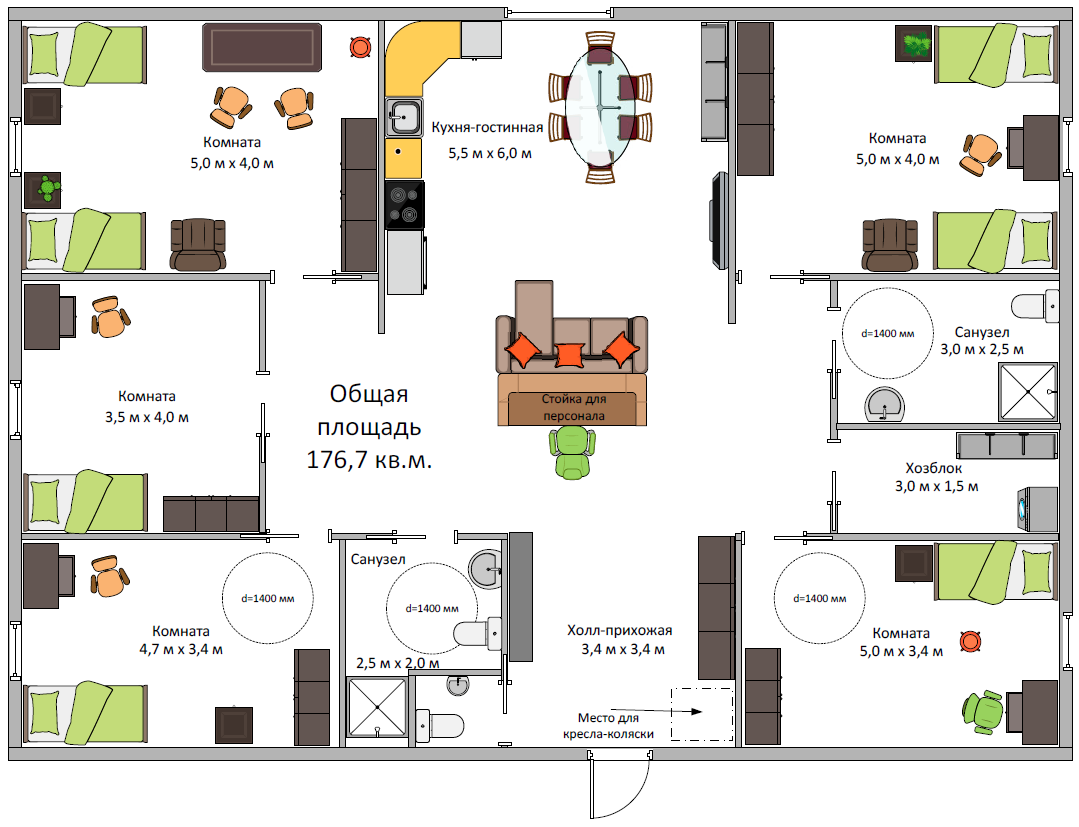 Комната
5,0 м x 4,0 м
Кухня-гостинная
5,5 м x 6,0 м
Комната
5,0 м x 4,0 м
d=1400 мм
Санузел
3,0 м x 2,5 м
Комната
3,5 м x 4,0 м
Общая
площадь
176,7 кв.м.
Стойка для
персонала
Хозблок
3,0 м x 1,5 м
Санузел
d=1400 мм
d=1400 мм
2,5 м x 2,0 м
Комната
4,7 м x 3,4 м
Холл-прихожая
3,4 м x 3,4 м
d=1400 мм
Комната
5,0 м x 3,4 м
Место для
кресла-коляски